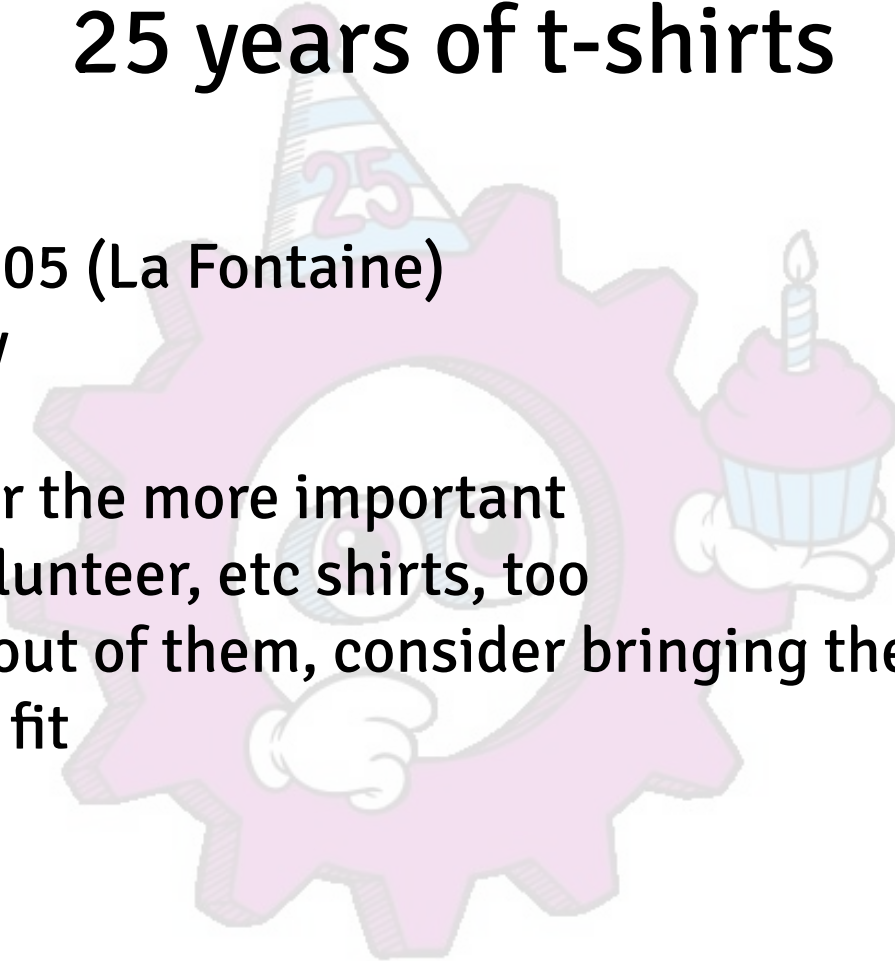 25 years of t-shirts
25
05 (La Fontaine)
r the more important
lunteer, etc shirts, too
out of them, consider bringing the
fit